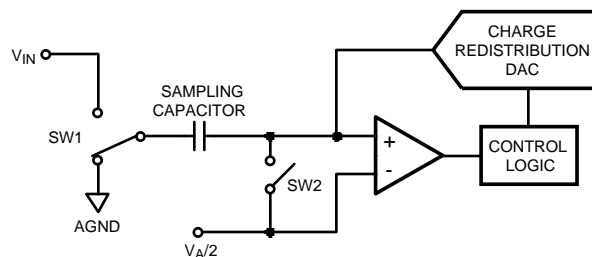 CHARGE
REDISTRIBUTION
DAC
VIN
SAMPLING
CAPACITOR
SW1
+
-
CONTROL
LOGIC
SW2
AGND
VA/2